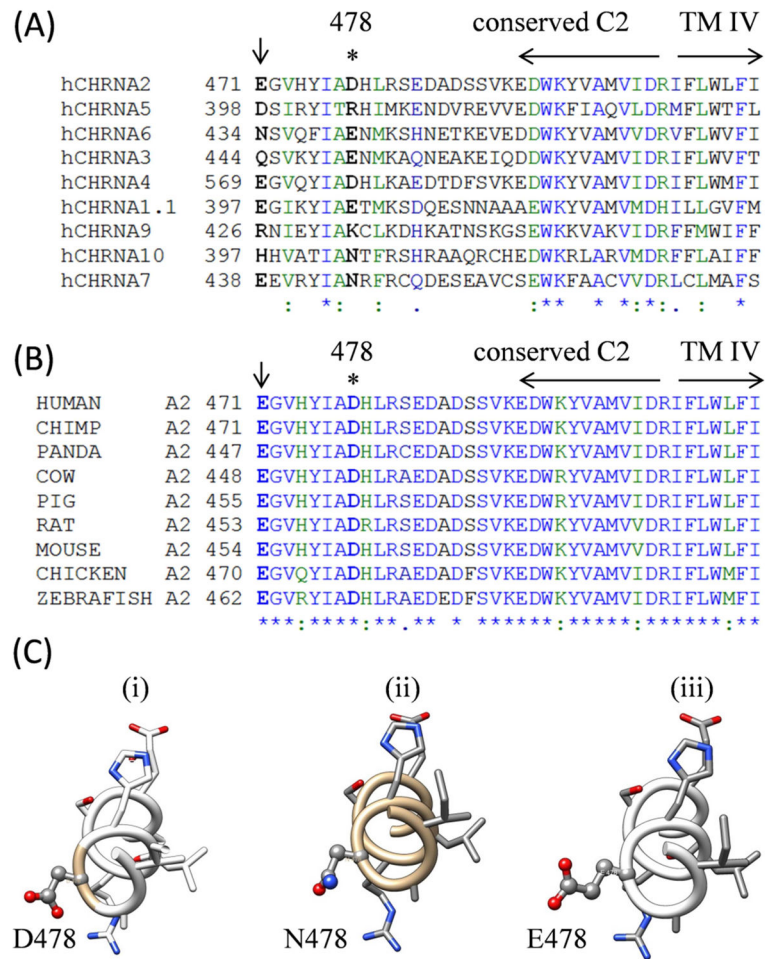 (A)
478 conserved C2 TM IV
*
hCHRNA2 471 EGVHYIADHLRSEDADSSVKEDWKYVAMVIDRIFLWLFI
hCHRNA5 398 DSIRYITRHIMKENDVREVVEDWKFIAQVLDRMFLWTFL
hCHRNA6 434 NSVQFIAENMKSHNETKEVEDDWKYVAMVVDRVFLWVFI
hCHRNA3 444 QSVKYIAENMKAQNEAKEIQDDWKYVAMVIDRIFLWVFT
hCHRNA4 569 EGVQYIADHLKAEDTDFSVKEDWKYVAMVIDRIFLWMFI
hCHRNA1.1 397 EGIKYIAETMKSDQESNNAAAEWKYVAMVMDHILLGVFM
hCHRNA9 426 RNIEYIAKCLKDHKATNSKGSEWKKVAKVIDRFFMWIFF
hCHRNA10 397 HHVATIANTFRSHRAAQRCHEDWKRLARVMDRFFLAIFF
hCHRNA7 438 EEVRYIANRFRCQDESEAVCSEWKFAACVVDRLCLMAFS
: *: : . : ** * *:*:. : *
(B)
478 conserved C2 TM IV
*
HUMAN A2 471 EGVHYIADHLRSEDADSSVKEDWKYVAMVIDRIFLWLFI
CHIMP A2 471 EGVHYIADHLRSEDADSSVKEDWKYVAMVIDRIFLWLFI
PANDA A2 447 EGVHYIADHLRCEDADSSVKEDWKYVAMVIDRIFLWLFI
COW A2 448 EGVHYIADHLRSEDADSSVKEDWRYVAMVIDRIFLWLFI
PIG A2 455 EGVHYIADHLRSEDADSSVKEDWRYVAMVIDRIFLWLFI
RAT A2 453 EGVHYIADRLRSEDADSSVKEDWKYVAMVVDRIFLWLFI
MOUSE A2 454 EGVHYIADHLRSEDADSSVKEDWKYVAMVVDRIFLWLFI
CHICKEN A2 470 EGVQYIADHLRAEDADFSVKEDWKYVAMVIDRIFLWMFI
ZEBRAFISH A2 462 EGVRYIADHLRAEDEDFSVKEDWKYVAMVIDRIFLWMFI
***:****:**.** * ******:*****:******:**
(C)
(i) (ii) (iii)
D478 N478 E478